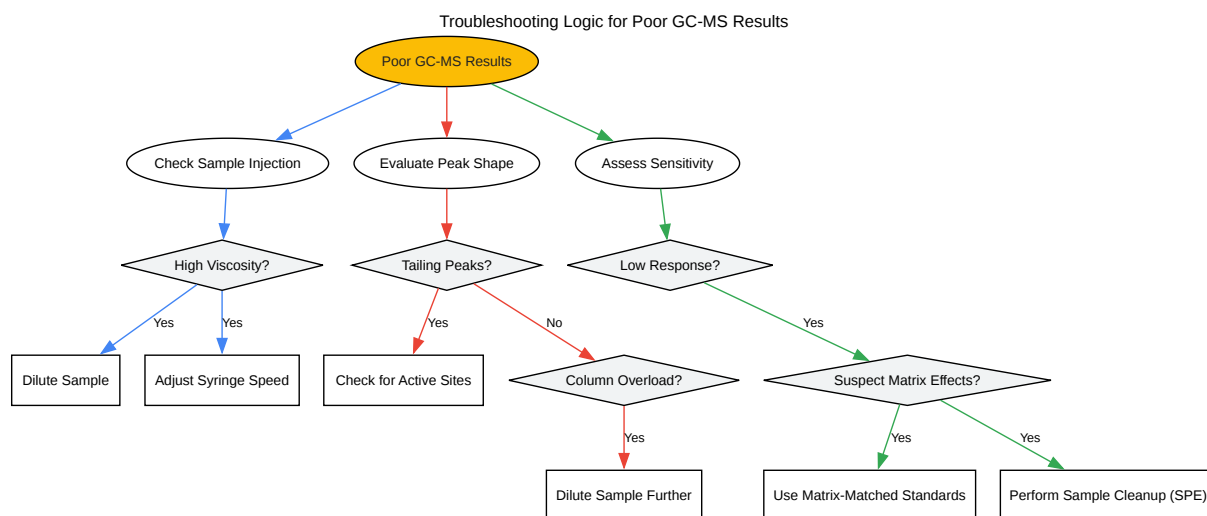 Troubleshooting Logic for Poor GC-MS Results
Poor GC-MS Results
Check Sample Injection
Evaluate Peak Shape
Assess Sensitivity
High Viscosity?
Tailing Peaks?
Low Response?
Yes
Yes
Yes
No
Yes
Dilute Sample
Adjust Syringe Speed
Check for Active Sites
Column Overload?
Suspect Matrix Effects?
Yes
Yes
Yes
Dilute Sample Further
Use Matrix-Matched Standards
Perform Sample Cleanup (SPE)